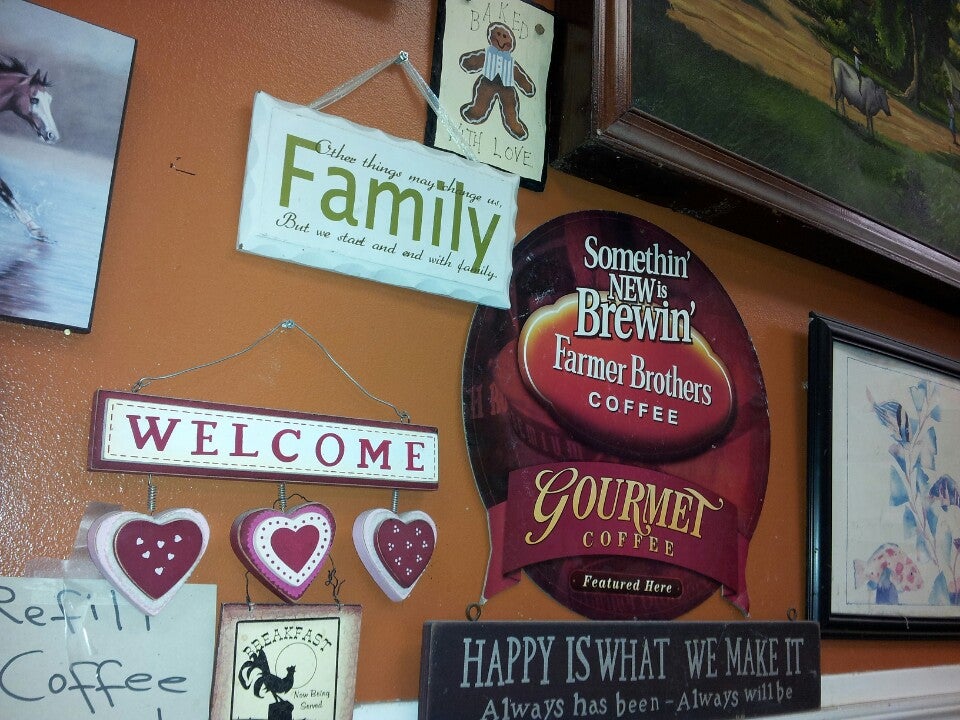 BAKED
WITH LOVE
Other things may change us,
Family
But we start and end with family.
Somethin'
NEW is
Brewin'
Farmer Brothers
COFFEE
GOURMET
COFFEE
Featured Here
WELCOME
Refill
Coffee
BREAKFAST
Now Being
Served
HAPPY IS WHAT WE MAKE IT
Always has been - Always will be